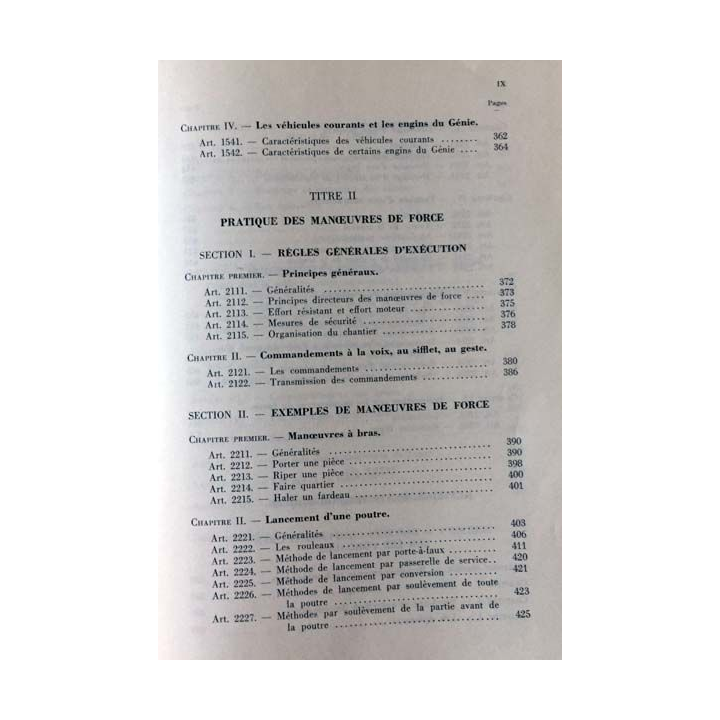 IX
Pages
CHAPITRE IV. — Les véhicules courants et les engins du Génie.
Art. 1541. — Caractéristiques des véhicules courants ........ 362
Art. 1542. — Caractéristiques de certains engins du Génie .... 364
TITRE II
PRATIQUE DES MANŒUVRES DE FORCE
SECTION I. — RÈGLES GÉNÉRALES D'EXÉCUTION
CHAPITRE PREMIER. — Principes généraux.
Art. 2111. — Généralités ........ 372
Art. 2112. — Principes directeurs des manœuvres de force .... 373
Art. 2113. — Effort résistant et effort moteur ........ 375
Art. 2114. — Mesures de sécurité ........ 376
Art. 2115. — Organisation du chantier ........ 378
CHAPITRE II. — Commandements à la voix, au sifflet, au geste.
Art. 2121. — Les commandements ........ 380
Art. 2122. — Transmission des commandements ........ 386
SECTION II. — EXEMPLES DE MANŒUVRES DE FORCE
CHAPITRE PREMIER. — Manœuvres à bras.
Art. 2211. — Généralités ........ 390
Art. 2212. — Porter une pièce ........ 390
Art. 2213. — Riper une pièce ........ 398
Art. 2214. — Faire quartier ........ 400
Art. 2215. — Haler un fardeau ........ 401
CHAPITRE II. — Lancement d'une poutre.
Art. 2221. — Généralités ........ 403
Art. 2222. — Les rouleaux ........ 406
Art. 2223. — Méthode de lancement par porte-à-faux ........ 411
Art. 2224. — Méthode de lancement par passerelle de service.. 420
Art. 2225. — Méthode de lancement par conversion ........ 421
Art. 2226. — Méthodes de lancement par soulèvement de toute
la poutre ........ 423
Art. 2227. — Méthodes par soulèvement de la partie avant de
la poutre ........ 425